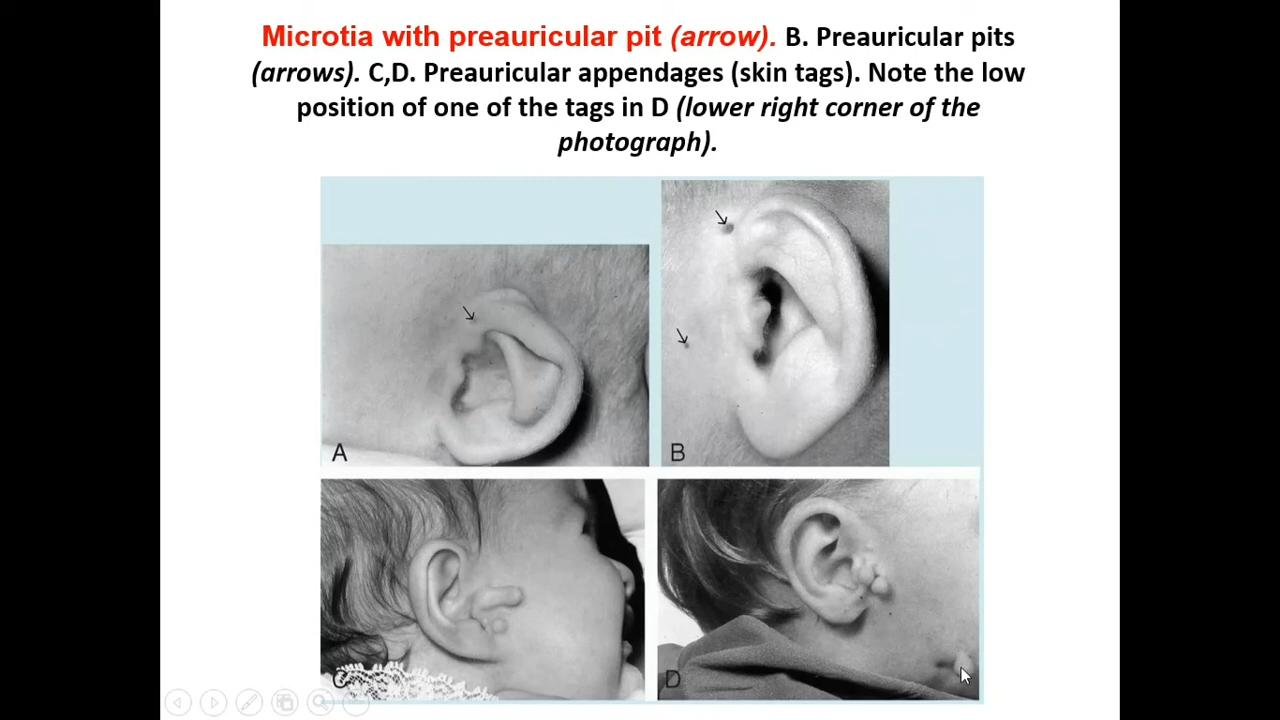 Microtia with preauricular pit (arrow). B. Preauricular pits
(arrows). C,D. Preauricular appendages (skin tags). Note the low
position of one of the tags in D (lower right corner of the
photograph).
A
B
C
D